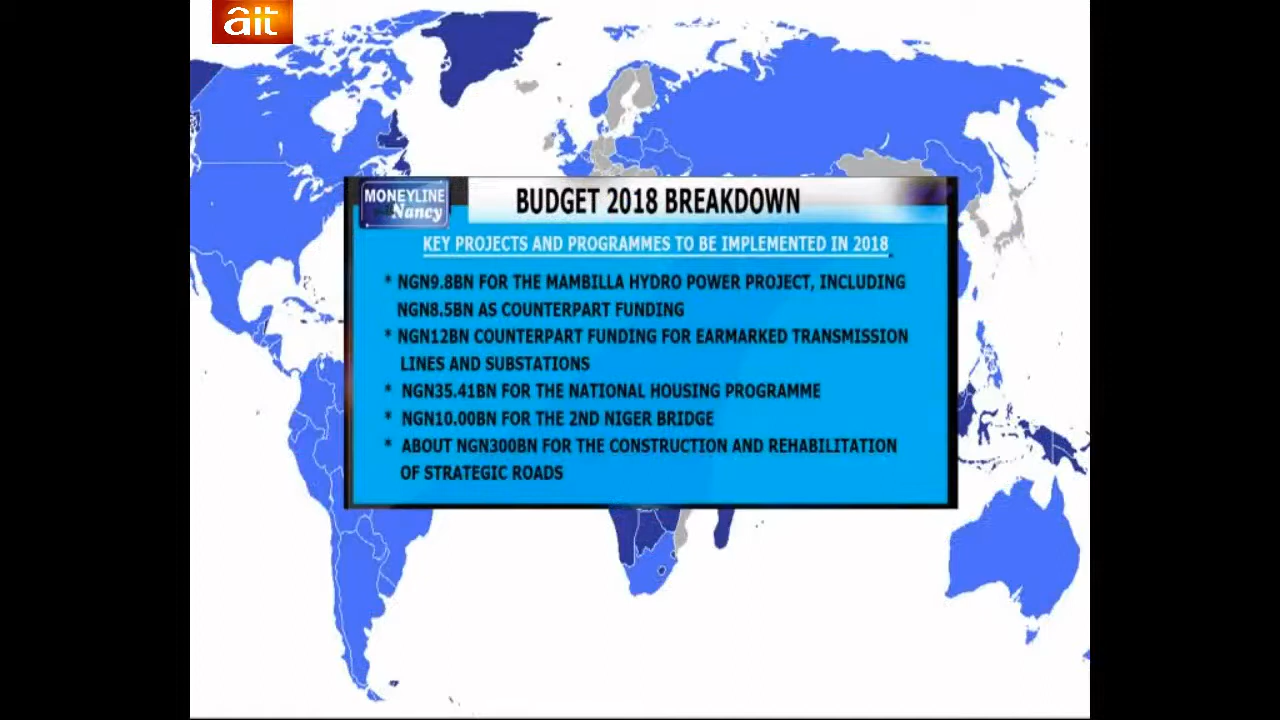 âit
MONEYLINE
Nancy
BUDGET 2018 BREAKDOWN
KEY PROJECTS AND PROGRAMMES TO BE IMPLEMENTED IN 2018
* NGN9.8BN FOR THE MAMBILLA HYDRO POWER PROJECT, INCLUDING
NGN8.5BN AS COUNTERPART FUNDING
* NGN12BN COUNTERPART FUNDING FOR EARMARKED TRANSMISSION
LINES AND SUBSTATIONS
* NGN35.41BN FOR THE NATIONAL HOUSING PROGRAMME
* NGN10.00BN FOR THE 2ND NIGER BRIDGE
* ABOUT NGN300BN FOR THE CONSTRUCTION AND REHABILITATION
OF STRATEGIC ROADS